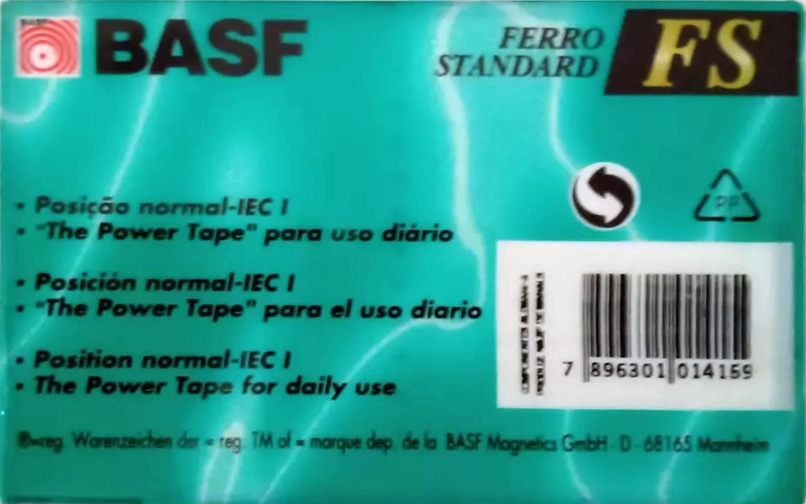 BASF
FERRO
STANDARD
FS
• Posição normal-IEC I
• "The Power Tape" para uso diário
PP
• Posición normal-IEC I
• "The Power Tape" para el uso diario
• Position normal-IEC I
• The Power Tape for daily use
7 896301 014169
®=reg. Warenzeichen der = reg. TM of = marque dep. de la BASF Magnetics GmbH · D - 68165 Mannheim